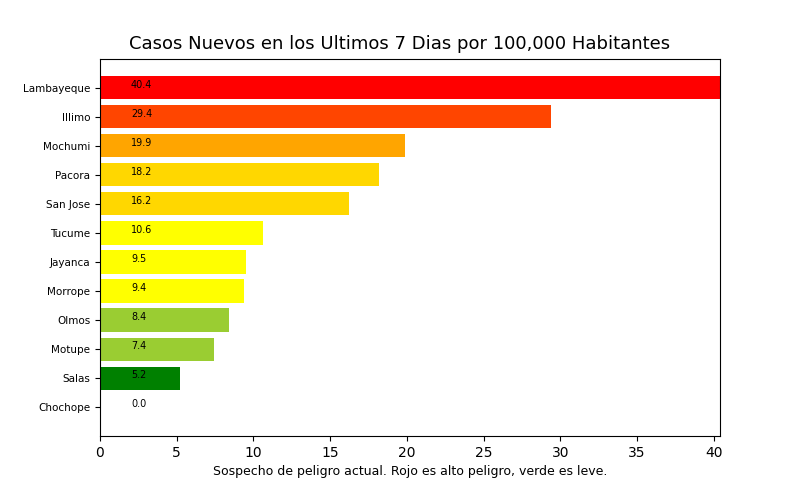 Casos Nuevos en los Ultimos 7 Dias por 100,000 Habitantes
Lambayeque 40.4
Illimo 29.4
Mochumi 19.9
Pacora 18.2
San Jose 16.2
Tucume 10.6
Jayanca 9.5
Morrope 9.4
Olmos 8.4
Motupe 7.4
Salas 5.2
Chochope 0.0
0 5 10 15 20 25 30 35 40
Sospecho de peligro actual. Rojo es alto peligro, verde es leve.